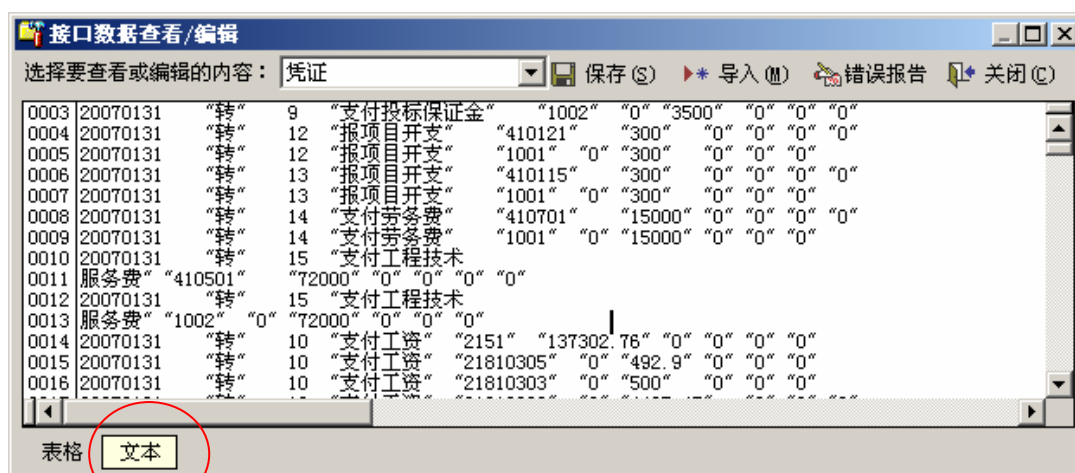 接口数据查看/编辑
选择要查看或编辑的内容: 凭证 保存(S) 导入(M) 错误报告 关闭(C)
0003 20070131 "转" 9 "支付投标保证金" "1002" "0" "3500" "0" "0" "0"
0004 20070131 "转" 12 "报项目开支" "410121" "300" "0" "0" "0" "0"
0005 20070131 "转" 12 "报项目开支" "1001" "0" "300" "0" "0" "0"
0006 20070131 "转" 13 "报项目开支" "410115" "300" "0" "0" "0" "0"
0007 20070131 "转" 13 "报项目开支" "1001" "0" "300" "0" "0" "0"
0008 20070131 "转" 14 "支付劳务费" "410701" "15000" "0" "0" "0" "0"
0009 20070131 "转" 14 "支付劳务费" "1001" "0" "15000" "0" "0" "0"
0010 20070131 "转" 15 "支付工程技术
0011 服务费" "410501" "72000" "0" "0" "0" "0"
0012 20070131 "转" 15 "支付工程技术
0013 服务费" "1002" "0" "72000" "0" "0" "0"
0014 20070131 "转" 10 "支付工资" "2151" "137302.76" "0" "0" "0" "0"
0015 20070131 "转" 10 "支付工资" "21810305" "0" "492.9" "0" "0" "0"
0016 20070131 "转" 10 "支付工资" "21810303" "0" "500" "0" "0" "0"
表格 文本